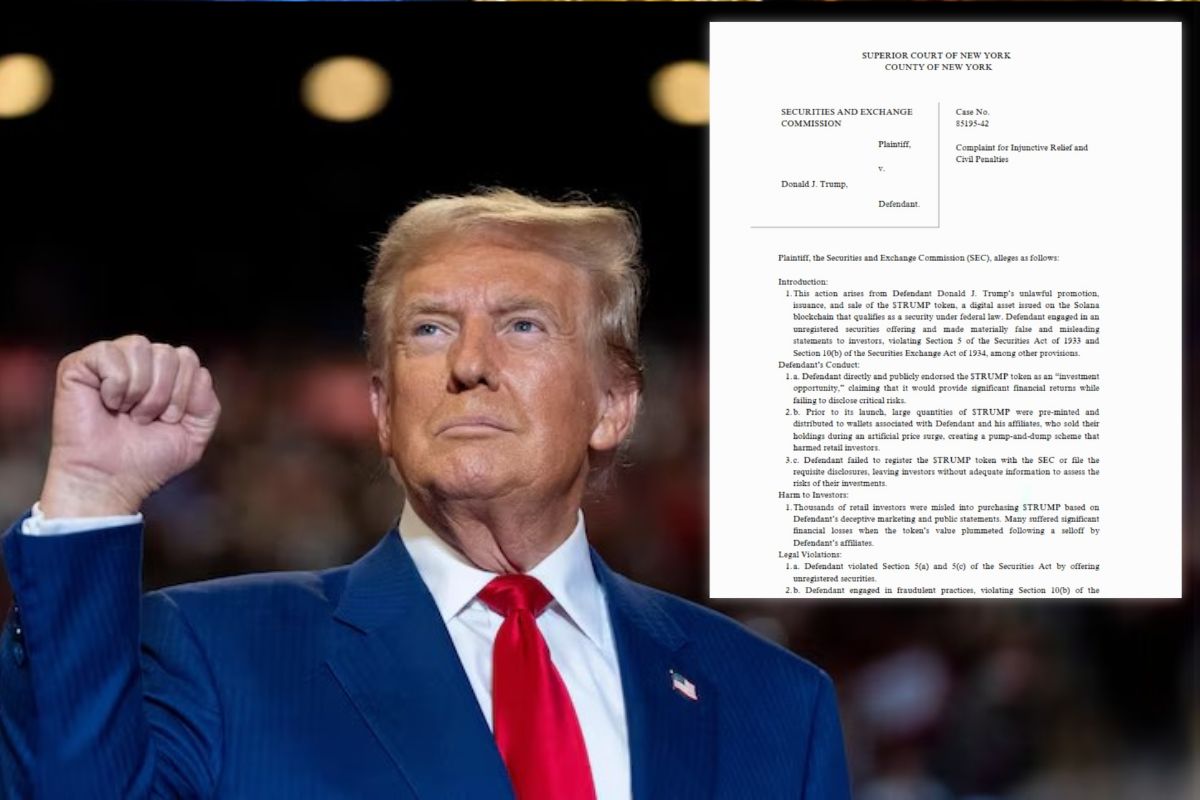 SUPERIOR COURT OF NEW YORK
COUNTY OF NEW YORK
SECURITIES AND EXCHANGE
COMMISSION
Plaintiff,
v.
Donald J. Trump,
Defendant.
Case No.
85195-42
Complaint for Injunctive Relief and
Civil Penalties
Plaintiff, the Securities and Exchange Commission (SEC), alleges as follows:
Introduction:
1. This action arises from Defendant Donald J. Trump's unlawful promotion,
issuance, and sale of the $TRUMP token, a digital asset issued on the Solana
blockchain that qualifies as a security under federal law. Defendant engaged in an
unregistered securities offering and made materially false and misleading
statements to investors, violating Section 5 of the Securities Act of 1933 and
Section 10(b) of the Securities Exchange Act of 1934, among other provisions.
Defendant's Conduct:
1. a. Defendant directly and publicly endorsed the $TRUMP token as an “investment
opportunity,” claiming that it would provide significant financial returns while
failing to disclose critical risks.
2. b. Prior to its launch, large quantities of $TRUMP were pre-minted and
distributed to wallets associated with Defendant and his affiliates, who sold their
holdings during an artificial price surge, creating a pump-and-dump scheme that
harmed retail investors.
3. c. Defendant failed to register the $TRUMP token with the SEC or file the
requisite disclosures, leaving investors without adequate information to assess the
risks of their investments.
Harm to Investors:
1. Thousands of retail investors were misled into purchasing $TRUMP based on
Defendant's deceptive marketing and public statements. Many suffered significant
financial losses when the token's value plummeted following a selloff by
Defendant's affiliates.
Legal Violations:
1. a. Defendant violated Section 5(a) and 5(c) of the Securities Act by offering
unregistered securities.
2. b. Defendant engaged in fraudulent practices, violating Section 10(b) of the